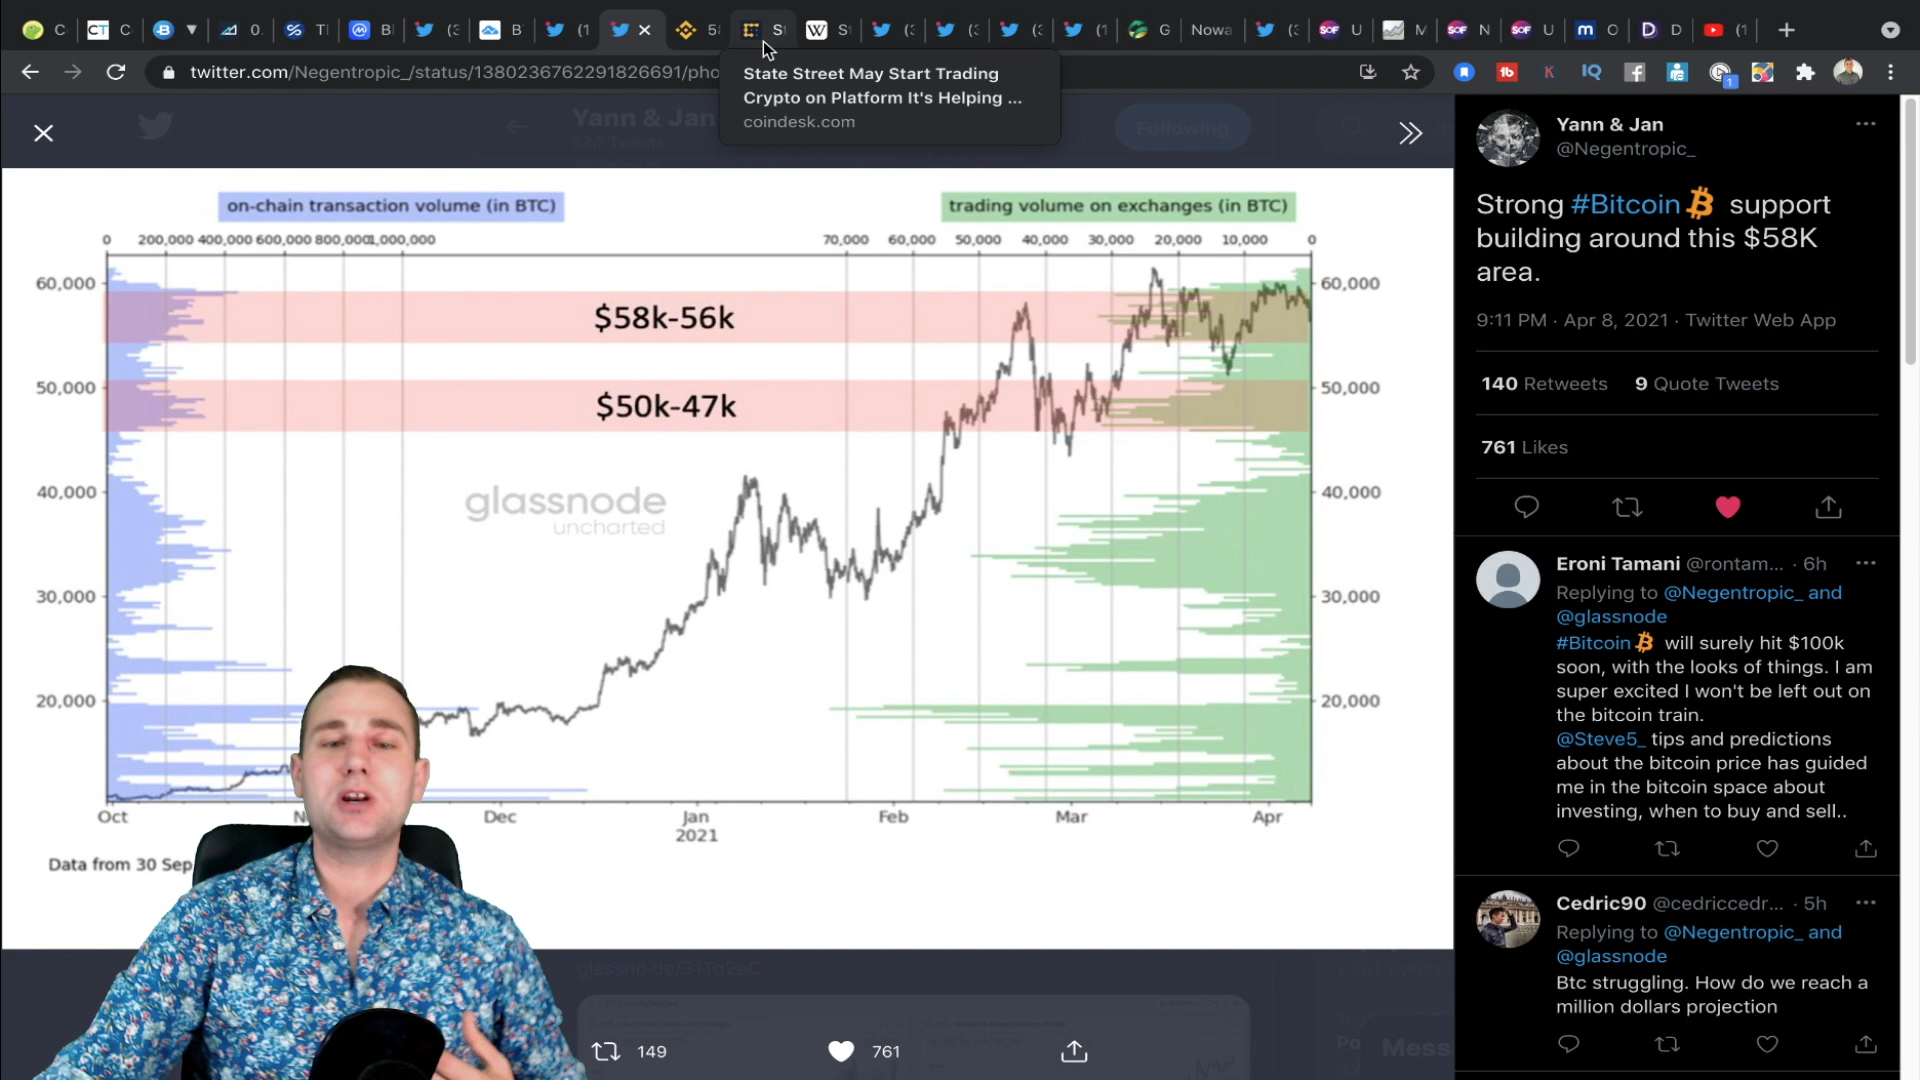 twitter.com/Negentropic_/status/1380236762291826691/pho
State Street May Start Trading
Crypto on Platform It's Helping ...
coindesk.com
Yann & Jan
Following
on-chain transaction volume (in BTC)
trading volume on exchanges (in BTC)
0 200,000 400,000 600,000 800,000 1,000,000
70,000 60,000 50,000 40,000 30,000 20,000 10,000 0
60,000
60,000
$58k-56k
50,000
50,000
$50k-47k
40,000
40,000
glassnode
uncharted
30,000
30,000
20,000
20,000
Oct
Dec
Jan
2021
Feb
Mar
Apr
Data from 30 Sep
149
761
Yann & Jan
@Negentropic_
Strong #Bitcoin support
building around this $58K
area.
9:11 PM · Apr 8, 2021 · Twitter Web App
140 Retweets 9 Quote Tweets
761 Likes
Eroni Tamani @rontam... · 6h
Replying to @Negentropic_ and
@glassnode
#Bitcoin will surely hit $100k
soon, with the looks of things. I am
super excited I won't be left out on
the bitcoin train.
@Steve5_ tips and predictions
about the bitcoin price has guided
me in the bitcoin space about
investing, when to buy and sell..
Cedric90 @cedriccedr... · 5h
Replying to @Negentropic_ and
@glassnode
Btc struggling. How do we reach a
million dollars projection